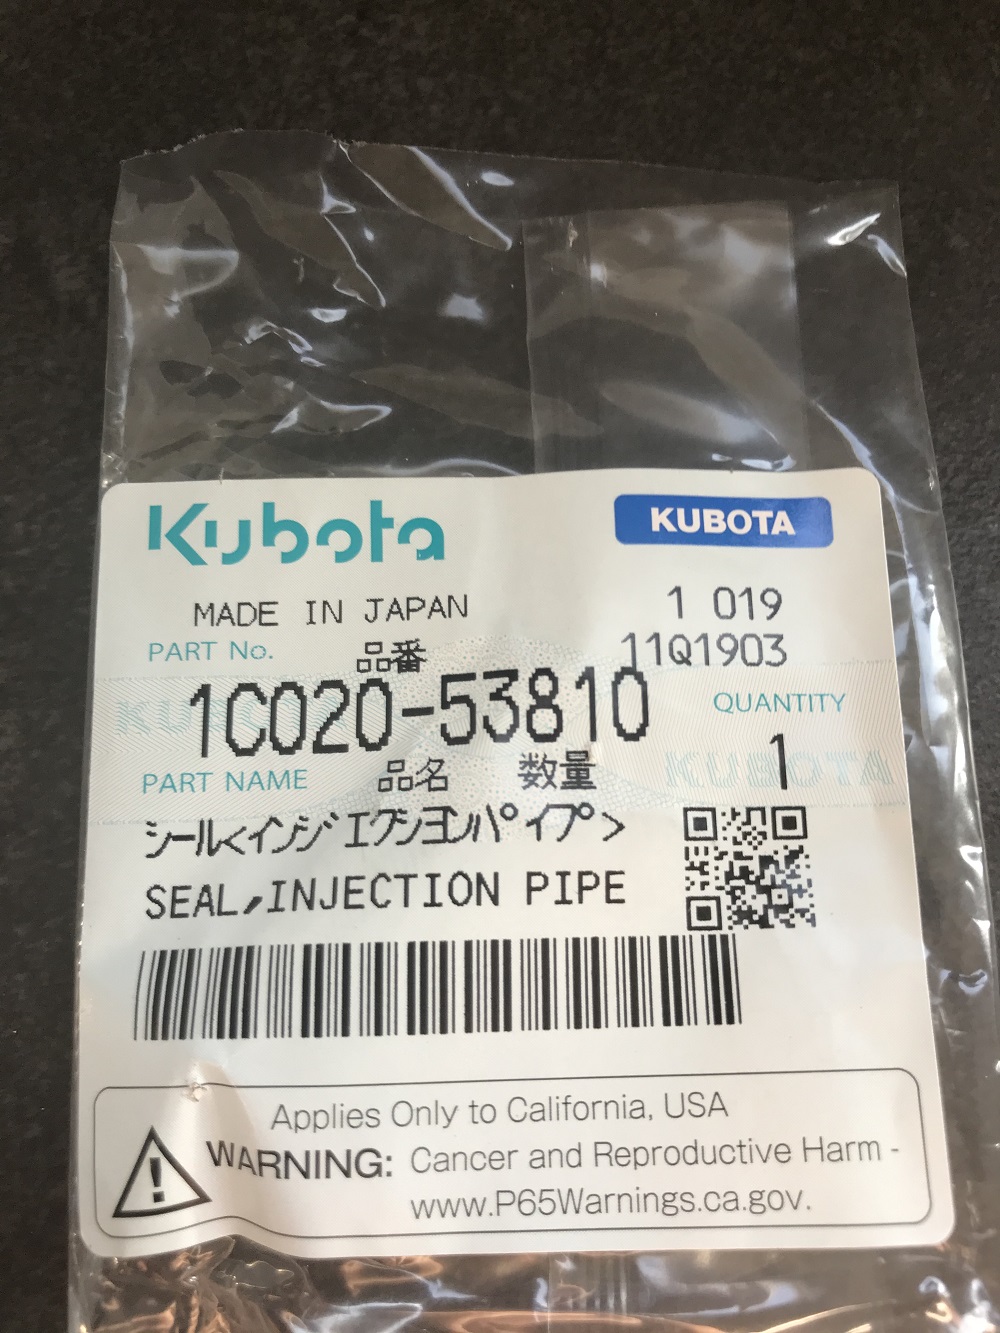 Kubota
KUBOTA
MADE IN JAPAN
1 019
PART No.
品番
11Q1903
1C020-53810
QUANTITY
1
PART NAME
品名
数量
シール<インジェクションパイプ>
SEAL,INJECTION PIPE
Applies Only to California, USA
WARNING: Cancer and Reproductive Harm -
www.P65Warnings.ca.gov.